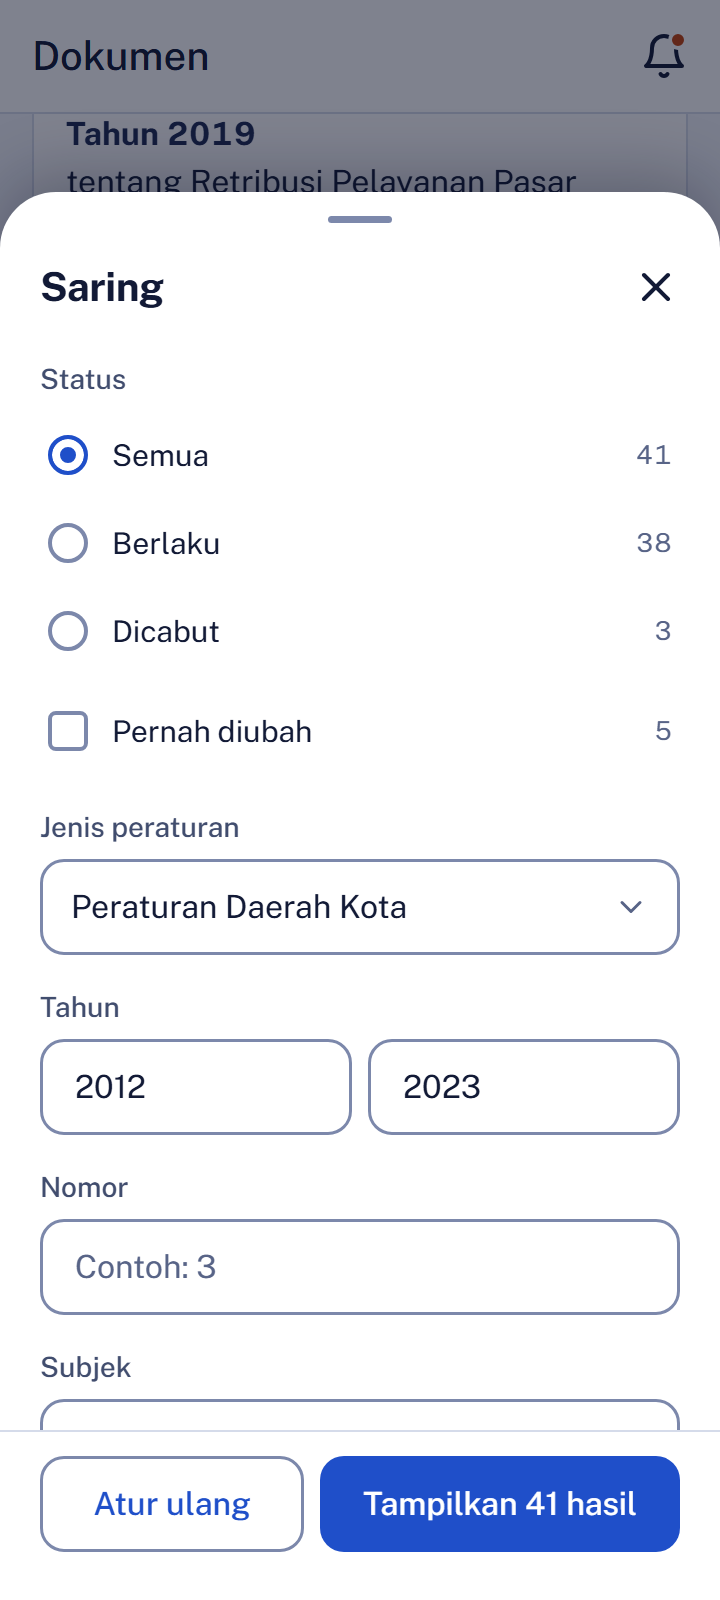 Dokumen
Tahun 2019
tentang Retribusi Pelayanan Pasar
Saring
Status
Semua 41
Berlaku 38
Dicabut 3
Pernah diubah 5
Jenis peraturan
Peraturan Daerah Kota
Tahun
2012 2023
Nomor
Contoh: 3
Subjek
Atur ulang Tampilkan 41 hasil